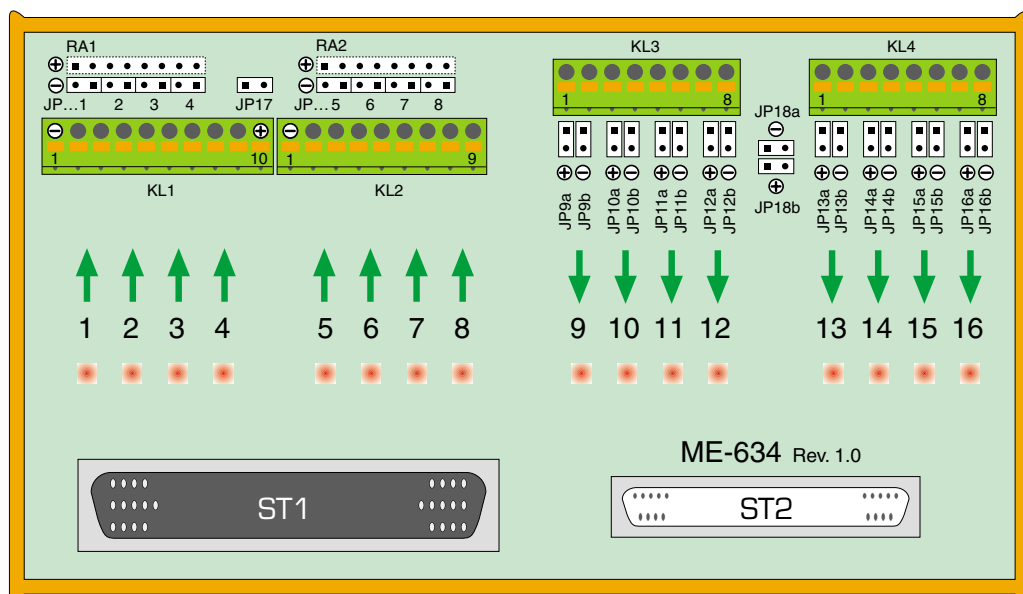 RA1 RA2 KL3 KL4
JP...1 2 3 4 JP17 JP...5 6 7 8
1 8 1 8
1 10 1 9
KL1 KL2
JP18a
JP18b
JP9a JP9b JP10a JP10b JP11a JP11b JP12a JP12b JP13a JP13b JP14a JP14b JP15a JP15b JP16a JP16b
1 2 3 4 5 6 7 8 9 10 11 12 13 14 15 16
ME-634 Rev. 1.0
ST1 ST2